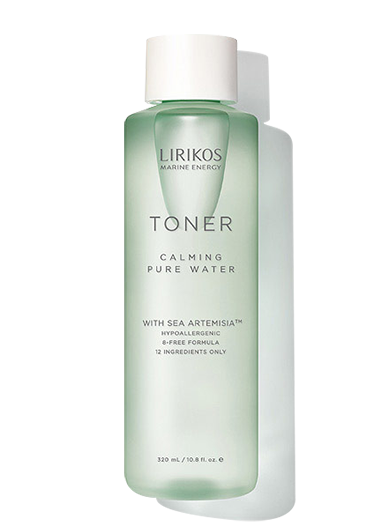 LIRIKOS
MARINE ENERGY
TONER
CALMING
PURE WATER
WITH SEA ARTEMISIA™
HYPOALLERGENIC
6-FREE FORMULA
12 INGREDIENTS ONLY
320 mL / 10.8 fl. oz. ℮